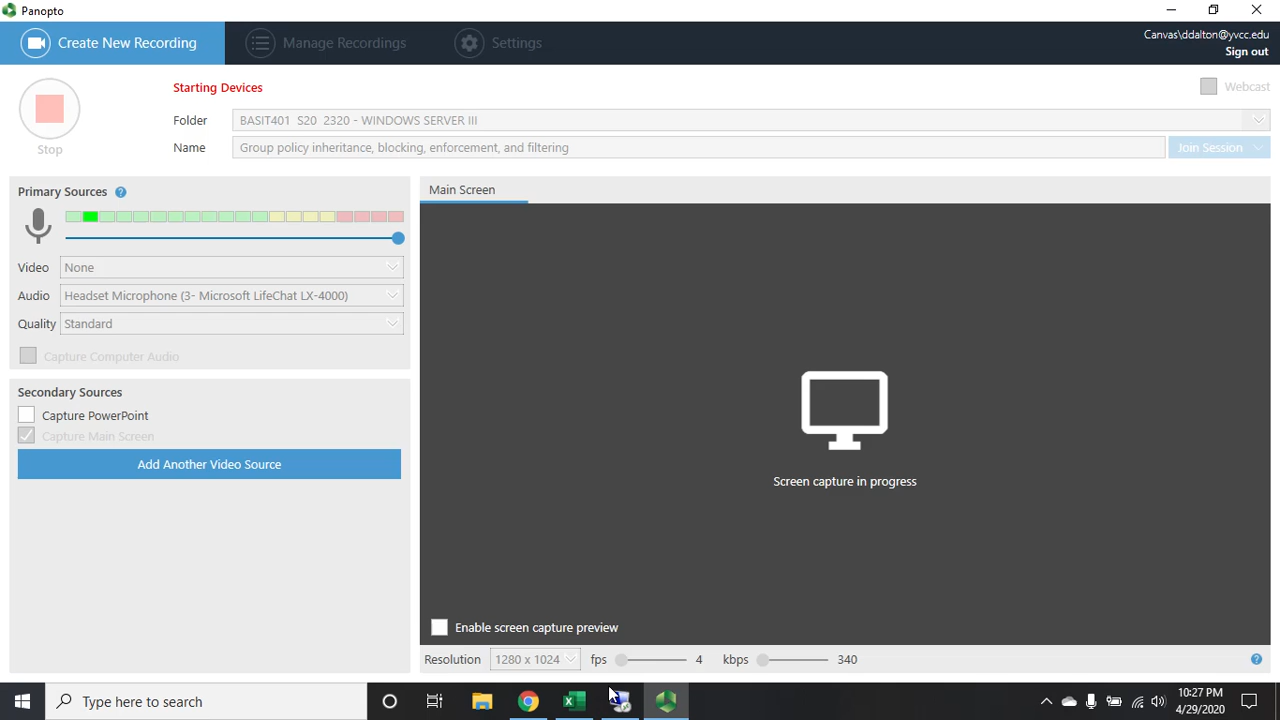 Panopto
Create New Recording
Manage Recordings
Settings
Canvas\ddalton@yvcc.edu
Sign out
Stop
Starting Devices
Webcast
Folder
BASIT401 S20 2320 - WINDOWS SERVER III
Name
Group policy inheritance, blocking, enforcement, and filtering
Join Session
Primary Sources
?
Video
None
Audio
Headset Microphone (3- Microsoft LifeChat LX-4000)
Quality
Standard
Capture Computer Audio
Secondary Sources
Capture PowerPoint
Capture Main Screen
Add Another Video Source
Main Screen
Screen capture in progress
Enable screen capture preview
Resolution
1280 x 1024
fps
4
kbps
340
?
Type here to search
10:27 PM
4/29/2020